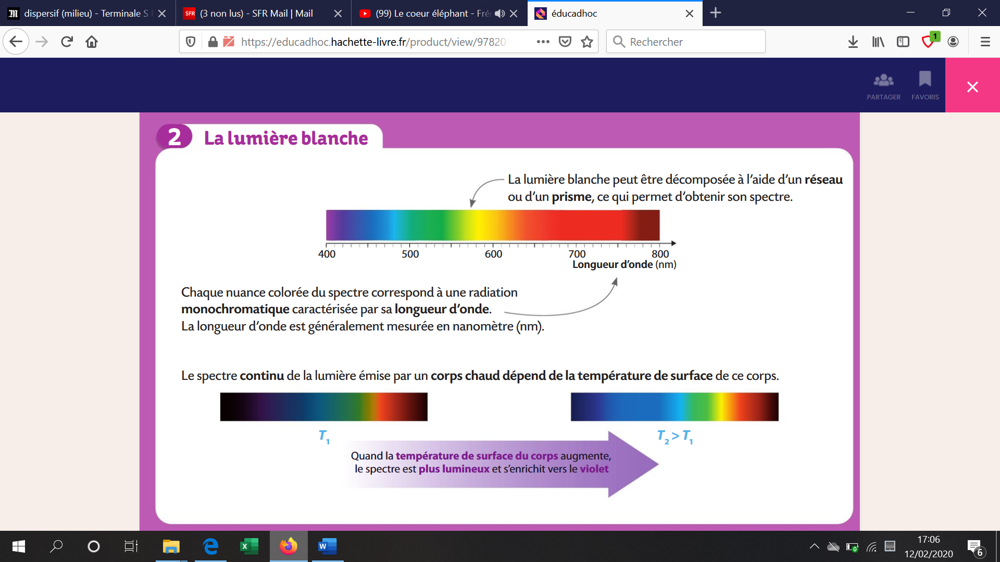 dispersif (milieu) - Terminale S
SFR
(3 non lus) - SFR Mail | Mail
(99) Le coeur éléphant - Fré
éducadhoc
https://educadhoc.hachette-livre.fr/product/view/97820
Rechercher
1
PARTAGER
FAVORIS
2 La lumière blanche
La lumière blanche peut être décomposée à l'aide d'un réseau
ou d'un prisme, ce qui permet d'obtenir son spectre.
400 500 600 700 800
Longueur d'onde (nm)
Chaque nuance colorée du spectre correspond à une radiation
monochromatique caractérisée par sa longueur d'onde.
La longueur d'onde est généralement mesurée en nanomètre (nm).
Le spectre continu de la lumière émise par un corps chaud dépend de la température de surface de ce corps.
T1
T2 > T1
Quand la température de surface du corps augmente,
le spectre est plus lumineux et s'enrichit vers le violet
17:06
12/02/2020
6